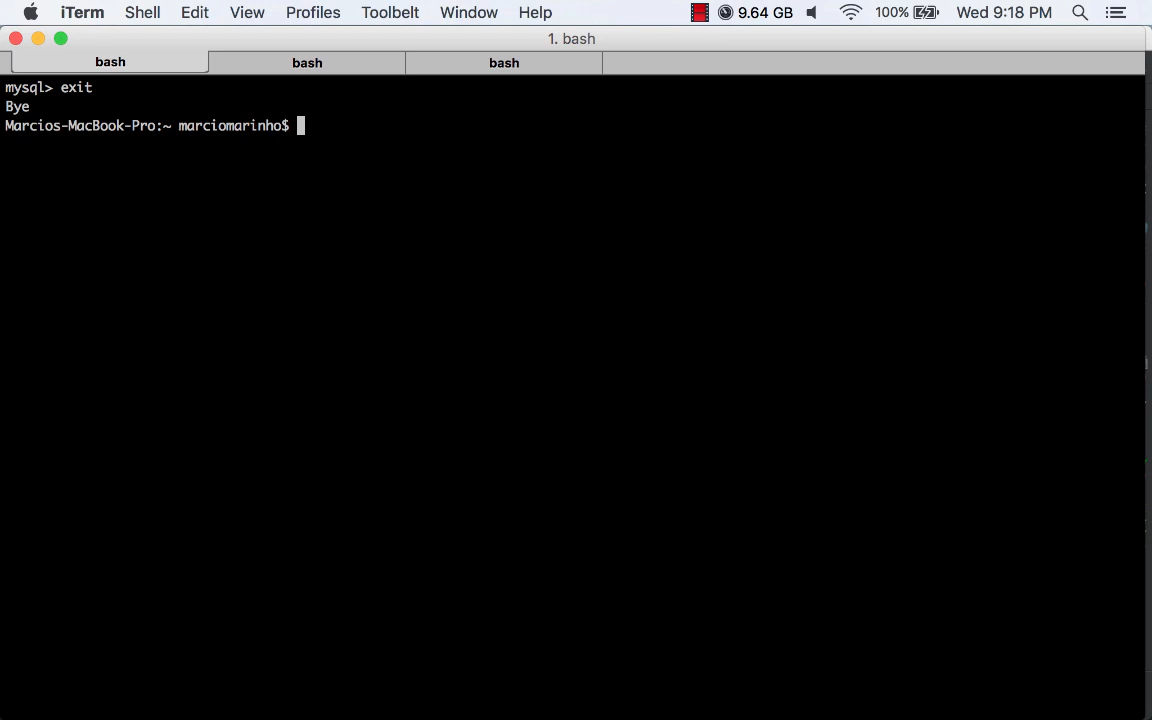 iTerm Shell Edit View Profiles Toolbelt Window Help 9.64 GB 100% Wed 9:18 PM
1. bash
bash bash bash
mysql> exit
Bye
Marcios-MacBook-Pro:~ marciomarinho$